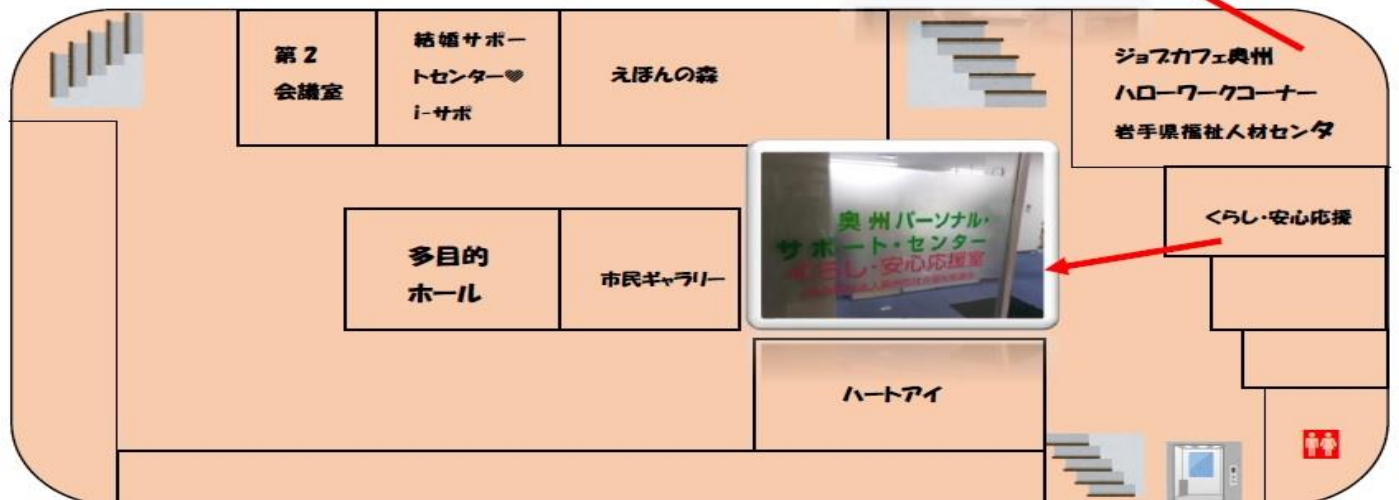 第2
会議室
結婚サポー
トセンター♥
i-サポ
えほんの森
ジョブカフェ奥州
ハローワークコーナー
岩手県福祉人材センタ
くらし・安心応援
奥州パーソナル・
サポート・センター
くらし・安心応援室
多目的
ホール
市民ギャラリー
ハートアイ